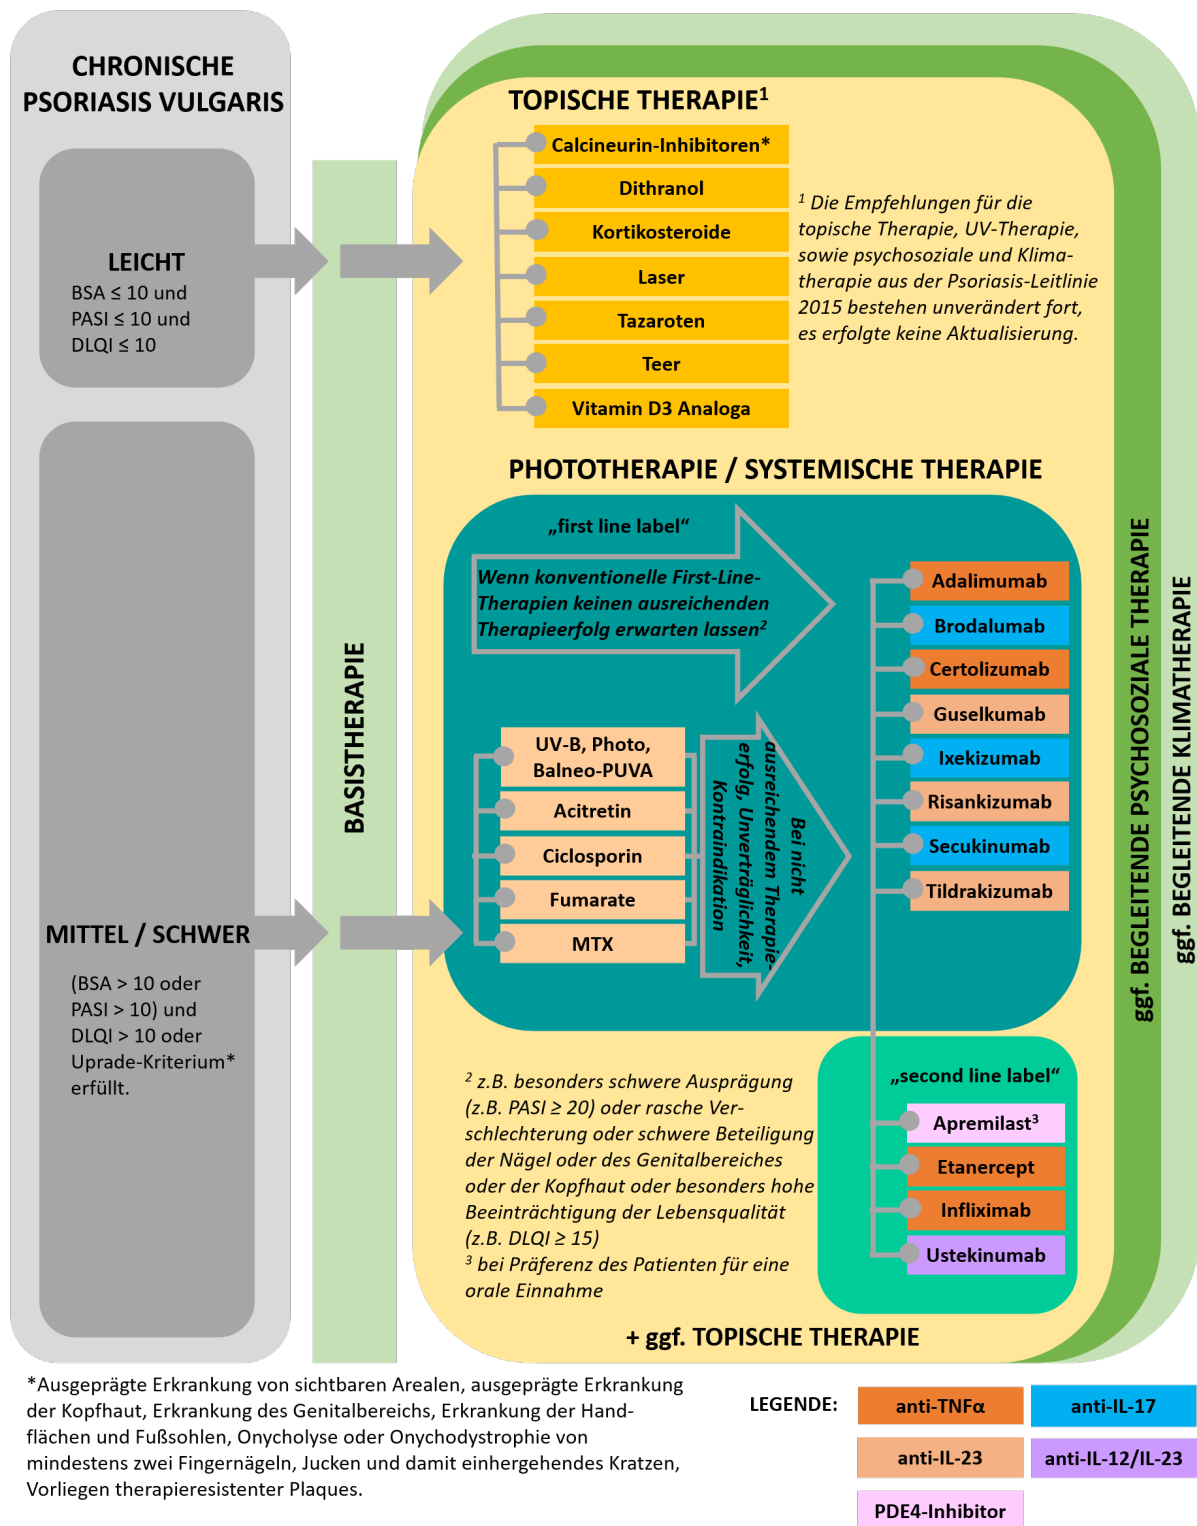 CHRONISCHE
PSORIASIS VULGARIS
LEICHT
BSA ≤ 10 und
PASI ≤ 10 und
DLQI ≤ 10
MITTEL / SCHWER
(BSA > 10 oder
PASI > 10) und
DLQI > 10 oder
Uprade-Kriterium*
erfüllt.
BASISTHERAPIE
TOPISCHE THERAPIE¹
Calcineurin-Inhibitoren*
Dithranol
Kortikosteroide
Laser
Tazaroten
Teer
Vitamin D3 Analoga
¹ Die Empfehlungen für die
topische Therapie, UV-Therapie,
sowie psychosoziale und Klima-
therapie aus der Psoriasis-Leitlinie
2015 bestehen unverändert fort,
es erfolgte keine Aktualisierung.
PHOTOTHERAPIE / SYSTEMISCHE THERAPIE
„first line label“
Wenn konventionelle First-Line-
Therapien keinen ausreichenden
Therapieerfolg erwarten lassen²
UV-B, Photo,
Balneo-PUVA
Acitretin
Ciclosporin
Fumarate
MTX
Bei nicht
ausreichendem Therapie-
erfolg, Unverträglichkeit,
Kontraindikation
Adalimumab
Brodalumab
Certolizumab
Guselkumab
Ixekizumab
Risankizumab
Secukinumab
Tildrakizumab
„second line label“
Apremilast³
Etanercept
Infliximab
Ustekinumab
² z.B. besonders schwere Ausprägung
(z.B. PASI ≥ 20) oder rasche Ver-
schlechterung oder schwere Beteiligung
der Nägel oder des Genitalbereiches
oder der Kopfhaut oder besonders hohe
Beeinträchtigung der Lebensqualität
(z.B. DLQI ≥ 15)
³ bei Präferenz des Patienten für eine
orale Einnahme
+ ggf. TOPISCHE THERAPIE
ggf. BEGLEITENDE PSYCHOSOZIALE THERAPIE
ggf. BEGLEITENDE KLIMATHERAPIE
*Ausgeprägte Erkrankung von sichtbaren Arealen, ausgeprägte Erkrankung
der Kopfhaut, Erkrankung des Genitalbereichs, Erkrankung der Hand-
flächen und Fußsohlen, Onycholyse oder Onychodystrophie von
mindestens zwei Fingernägeln, Jucken und damit einhergehendes Kratzen,
Vorliegen therapieresistenter Plaques.
LEGENDE:
anti-TNFα
anti-IL-17
anti-IL-23
anti-IL-12/IL-23
PDE4-Inhibitor